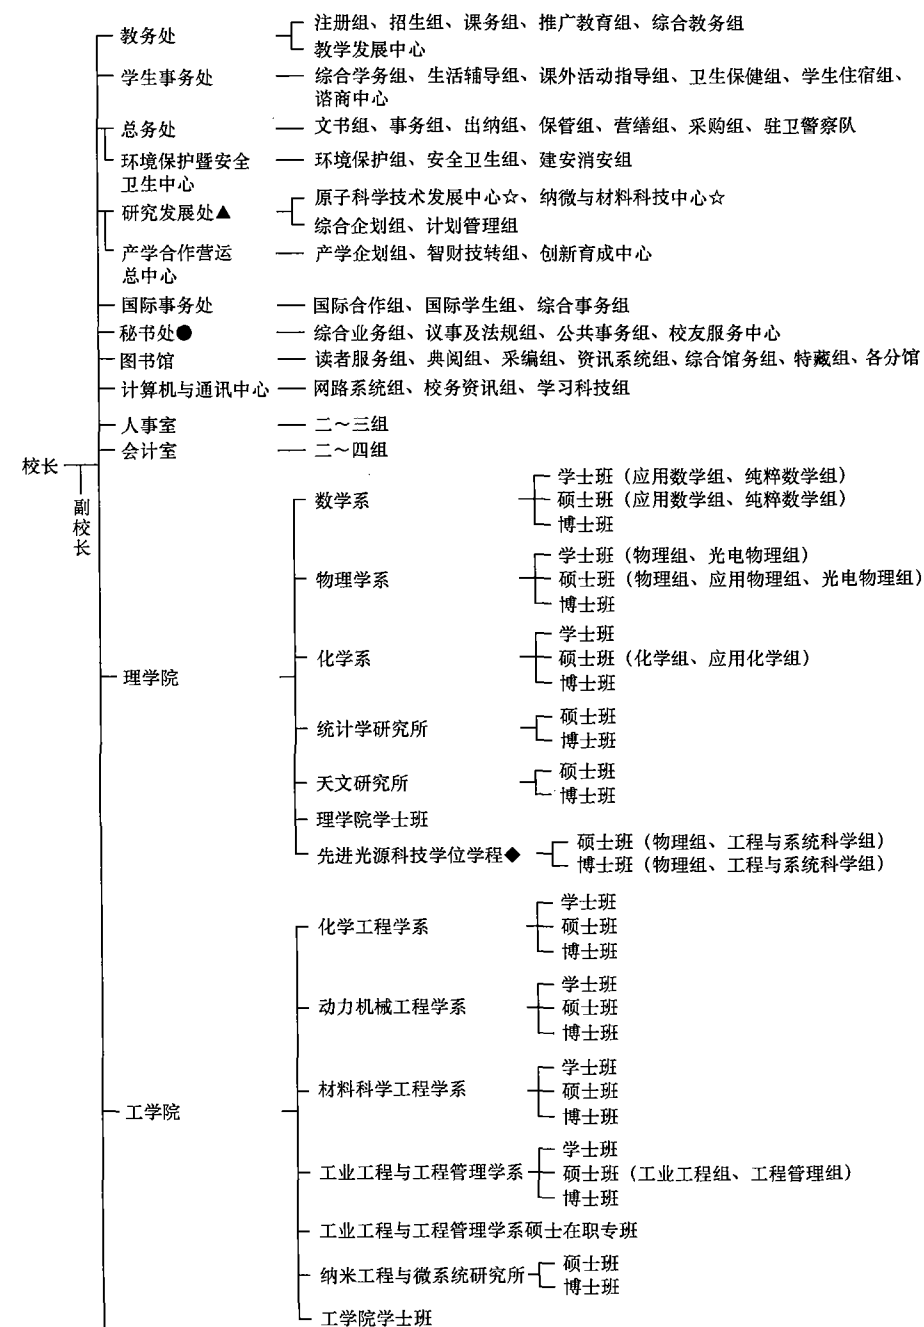 教务处
注册组、招生组、课务组、推广教育组、综合教务组
教学发展中心
学生事务处
综合学务组、生活辅导组、课外活动指导组、卫生保健组、学生住宿组、
谘商中心
总务处
文书组、事务组、出纳组、保管组、营缮组、采购组、驻卫警察队
环境保护暨安全
卫生中心
环境保护组、安全卫生组、建安消安组
研究发展处▲
原子科学技术发展中心☆、纳微与材料科技中心☆
综合企划组、计划管理组
产学合作营运
总中心
产学企划组、智财技转组、创新育成中心
国际事务处
国际合作组、国际学生组、综合事务组
秘书处●
综合业务组、议事及法规组、公共事务组、校友服务中心
图书馆
读者服务组、典阅组、采编组、资讯系统组、综合馆务组、特藏组、各分馆
计算机与通讯中心
网路系统组、校务资讯组、学习科技组
人事室
二～三组
会计室
二～四组
校长
副校长
理学院
数学系
学士班（应用数学组、纯粹数学组）
硕士班（应用数学组、纯粹数学组）
博士班
物理学系
学士班（物理组、光电物理组）
硕士班（物理组、应用物理组、光电物理组）
博士班
化学系
学士班
硕士班（化学组、应用化学组）
博士班
统计学研究所
硕士班
博士班
天文研究所
硕士班
博士班
理学院学士班
先进光源科技学位学程◆
硕士班（物理组、工程与系统科学组）
博士班（物理组、工程与系统科学组）
工学院
化学工程学系
学士班
硕士班
博士班
动力机械工程学系
学士班
硕士班
博士班
材料科学工程学系
学士班
硕士班
博士班
工业工程与工程管理学系
学士班
硕士班（工业工程组、工程管理组）
博士班
工业工程与工程管理学系硕士在职专班
纳米工程与微系统研究所
硕士班
博士班
工学院学士班